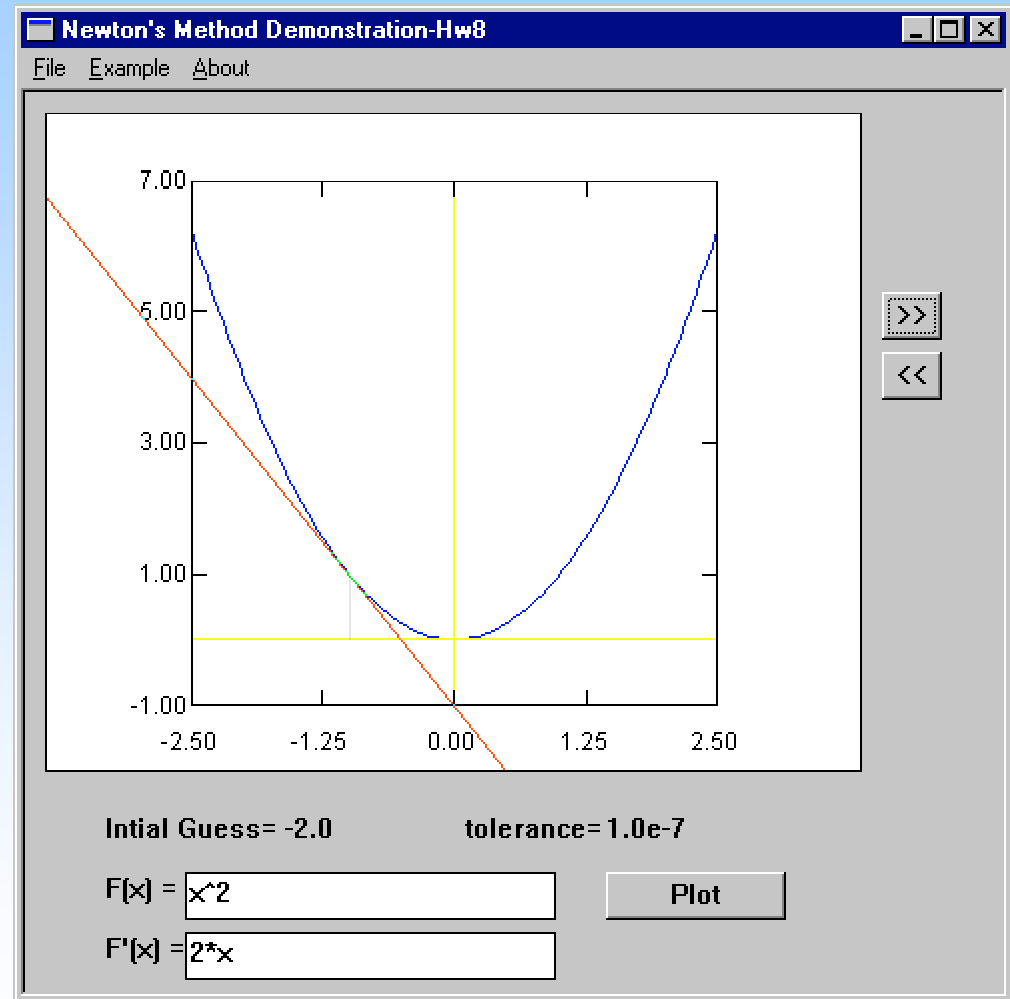 Newton's Method Demonstration-Hw8
File Example About
7.00
5.00
3.00
1.00
-1.00
-2.50 -1.25 0.00 1.25 2.50
>>
<<
Intial Guess= -2.0 tolerance= 1.0e-7
F(x) = x^2
Plot
F'(x) = 2*x